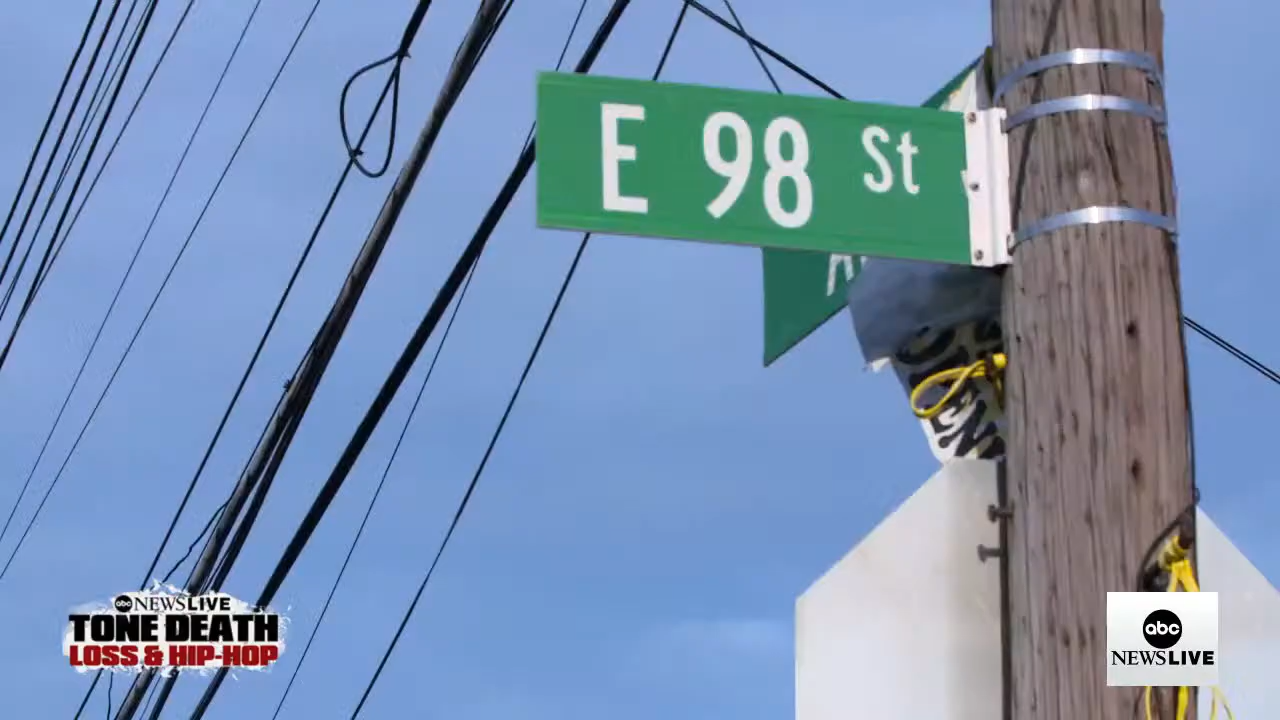 E 98 St
abc NEWS LIVE
TONE DEATH
LOSS & HIP-HOP
abc
NEWS LIVE